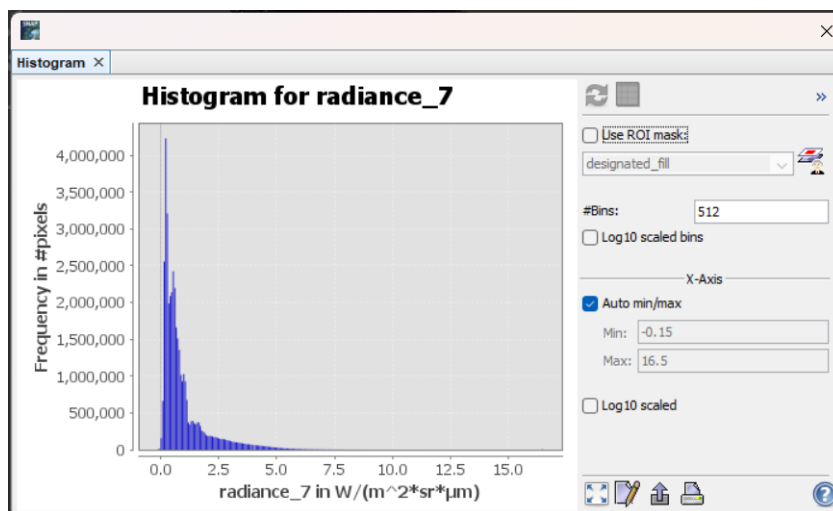 SNAP
Histogram ×
Histogram for radiance_7
Frequency in #pixels
4,000,000
3,500,000
3,000,000
2,500,000
2,000,000
1,500,000
1,000,000
500,000
0
0.0 2.5 5.0 7.5 10.0 12.5 15.0
radiance_7 in W/(m^2*sr*µm)
Use ROI mask:
designated_fill
#Bins: 512
Log10 scaled bins
X-Axis
Auto min/max
Min: -0.15
Max: 16.5
Log10 scaled